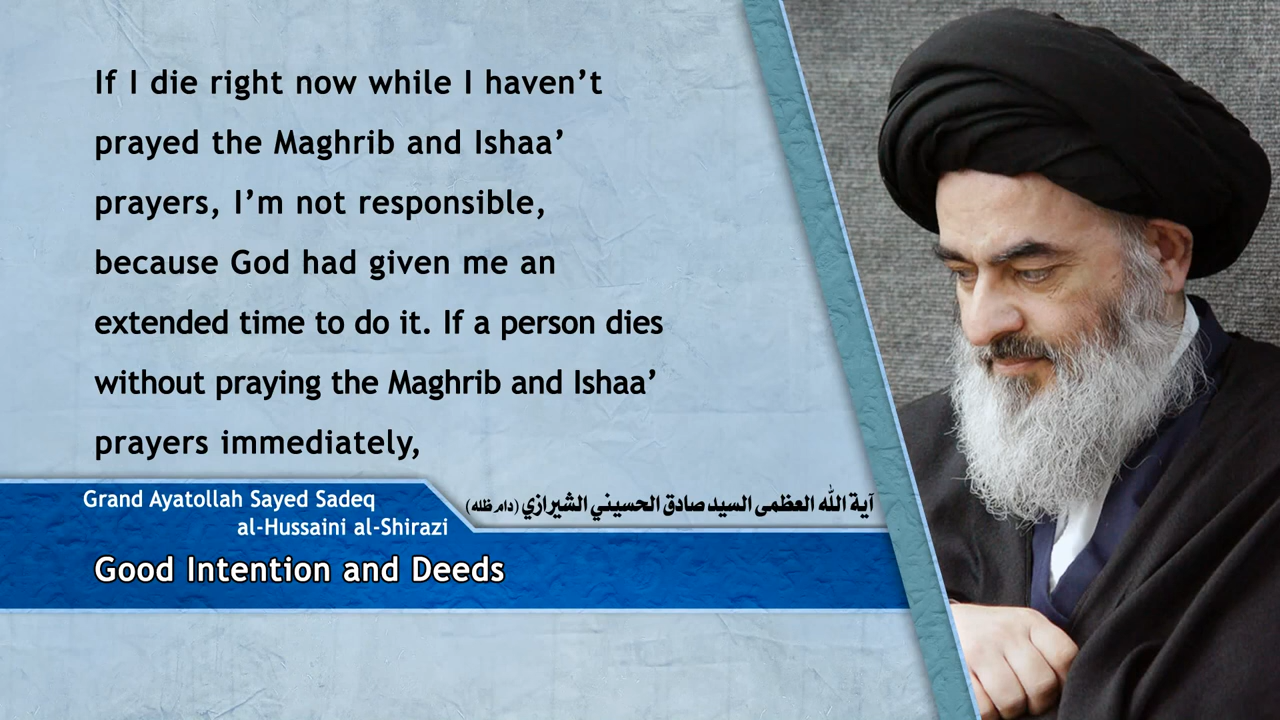 If I die right now while I haven’t
prayed the Maghrib and Ishaa’
prayers, I’m not responsible,
because God had given me an
extended time to do it. If a person dies
without praying the Maghrib and Ishaa’
prayers immediately,
Grand Ayatollah Sayed Sadeq
al-Hussaini al-Shirazi
آية الله العظمى السيد صادق الحسيني الشيرازي (دام ظله)
Good Intention and Deeds